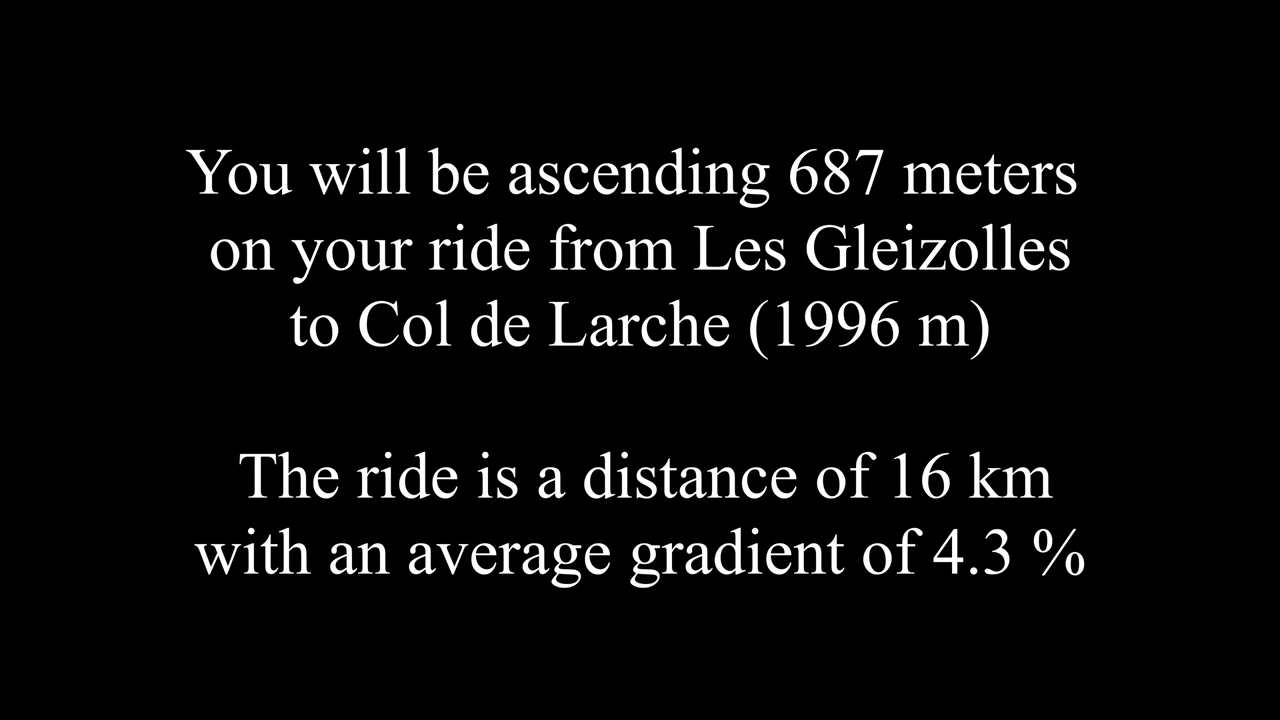 You will be ascending 687 meters
on your ride from Les Gleizolles
to Col de Larche (1996 m)
The ride is a distance of 16 km
with an average gradient of 4.3 %